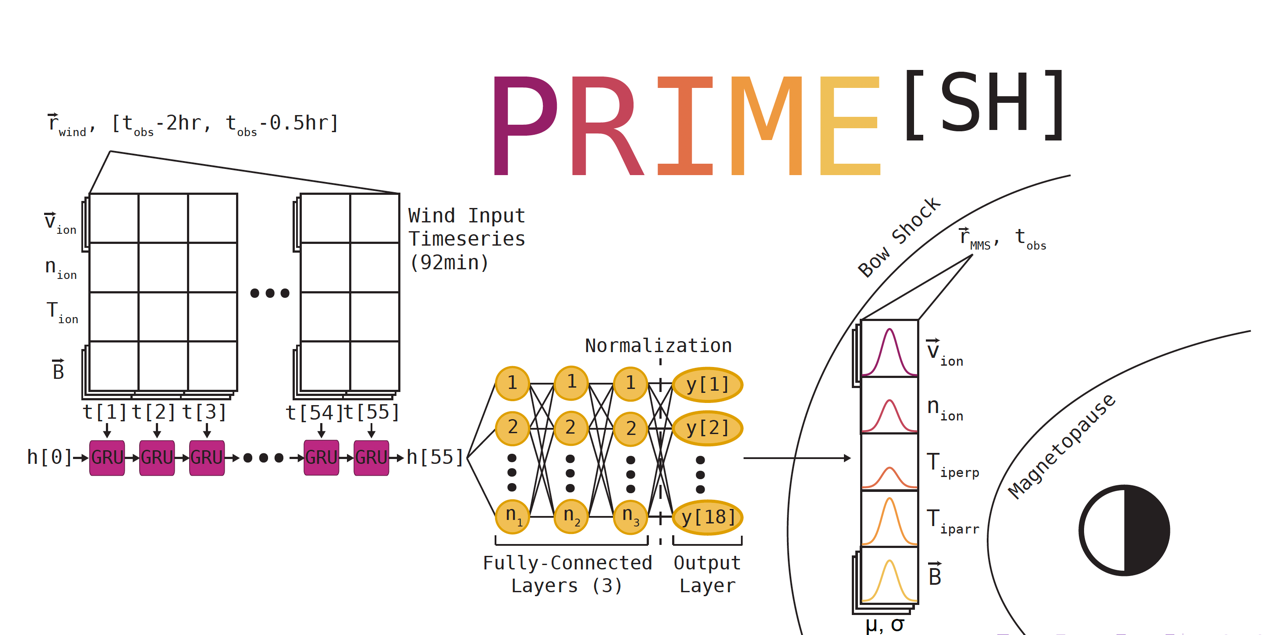 PRIME[SH]
r⃗wind, [tobs-2hr, tobs-0.5hr]
v⃗ion
nion
Tion
B⃗
Wind Input
Timeseries
(92min)
t[1] t[2] t[3] t[54] t[55]
h[0] GRU GRU GRU GRU GRU h[55]
Normalization
1 1 1 y[1]
2 2 2 y[2]
n1 n2 n3 y[18]
Fully-Connected
Layers (3)
Output
Layer
Bow Shock
r⃗MMS, tobs
v⃗ion
nion
Tiperp
Tiparr
B⃗
μ, σ
Magnetopause